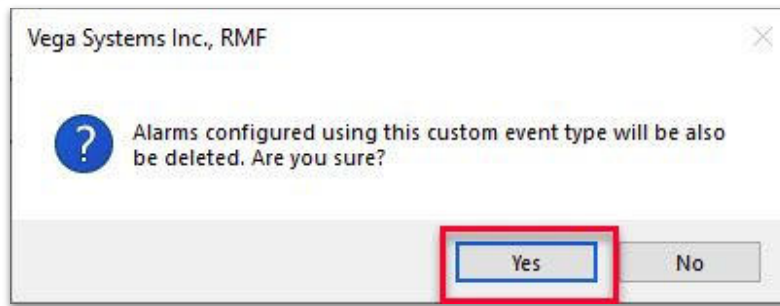 Vega Systems Inc., RMF
?
Alarms configured using this custom event type will be also
be deleted. Are you sure?
Yes
No